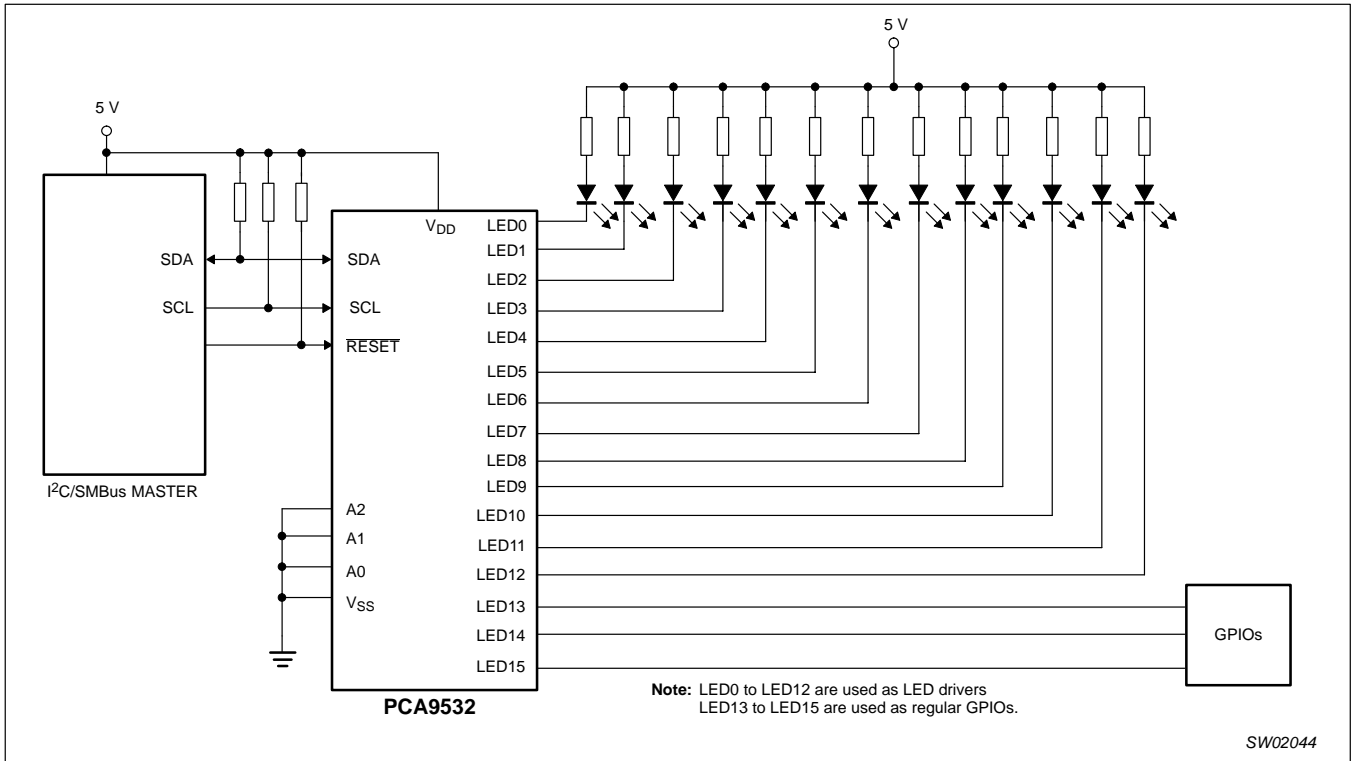 5 V
5 V
VDD
SDA
SCL
SDA
SCL
RESET
I2C/SMBus MASTER
A2
A1
A0
VSS
LED0
LED1
LED2
LED3
LED4
LED5
LED6
LED7
LED8
LED9
LED10
LED11
LED12
LED13
LED14
LED15
GPIOs
PCA9532
Note: LED0 to LED12 are used as LED drivers
LED13 to LED15 are used as regular GPIOs.
SW02044